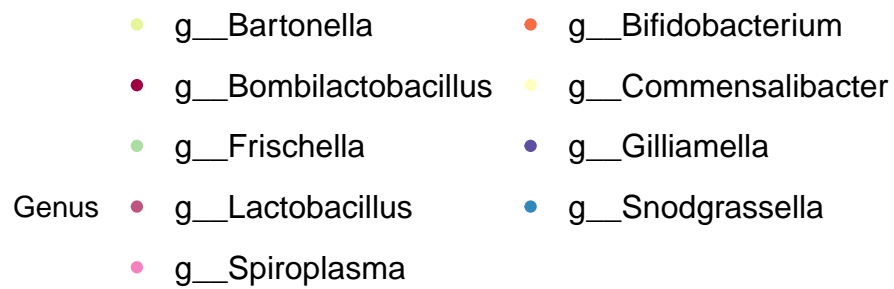 g__Bartonella g__Bifidobacterium
g__Bombilactobacillus g__Commensalibacter
g__Frischella g__Gilliamella
Genus g__Lactobacillus g__Snodgrassella
g__Spiroplasma